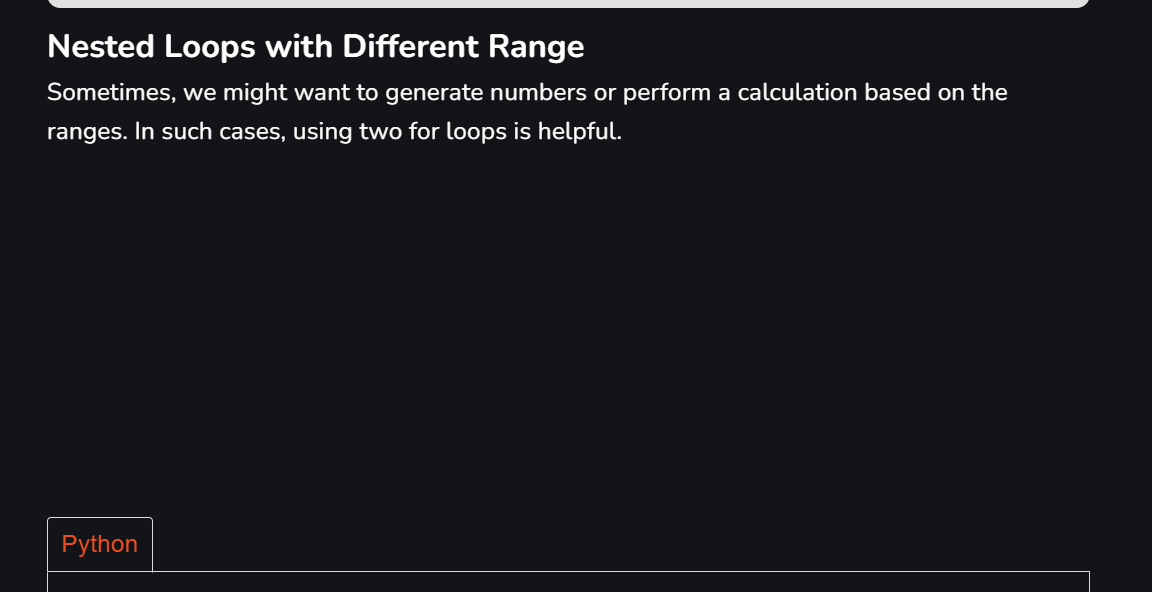 Nested Loops with Different Range
Sometimes, we might want to generate numbers or perform a calculation based on the
ranges. In such cases, using two for loops is helpful.
Python